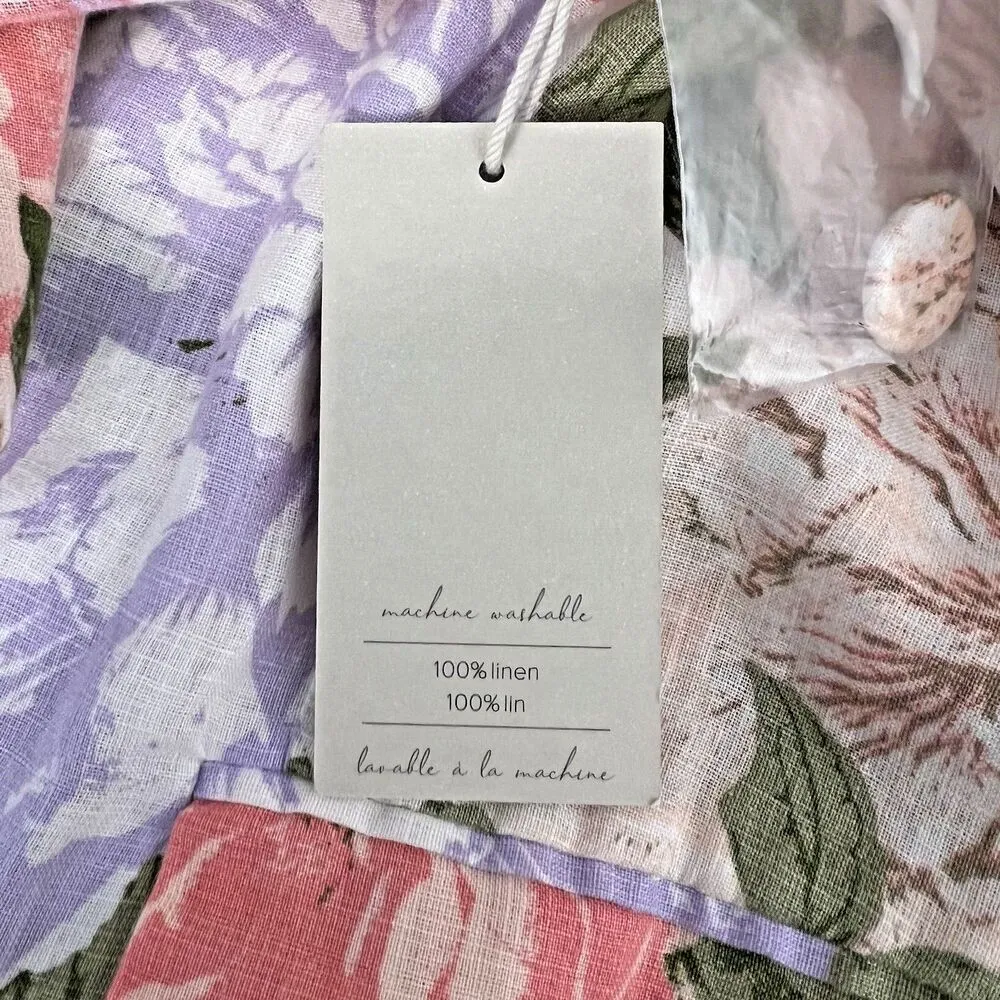 machine washable
100% linen
100% lin
lavable à la machine